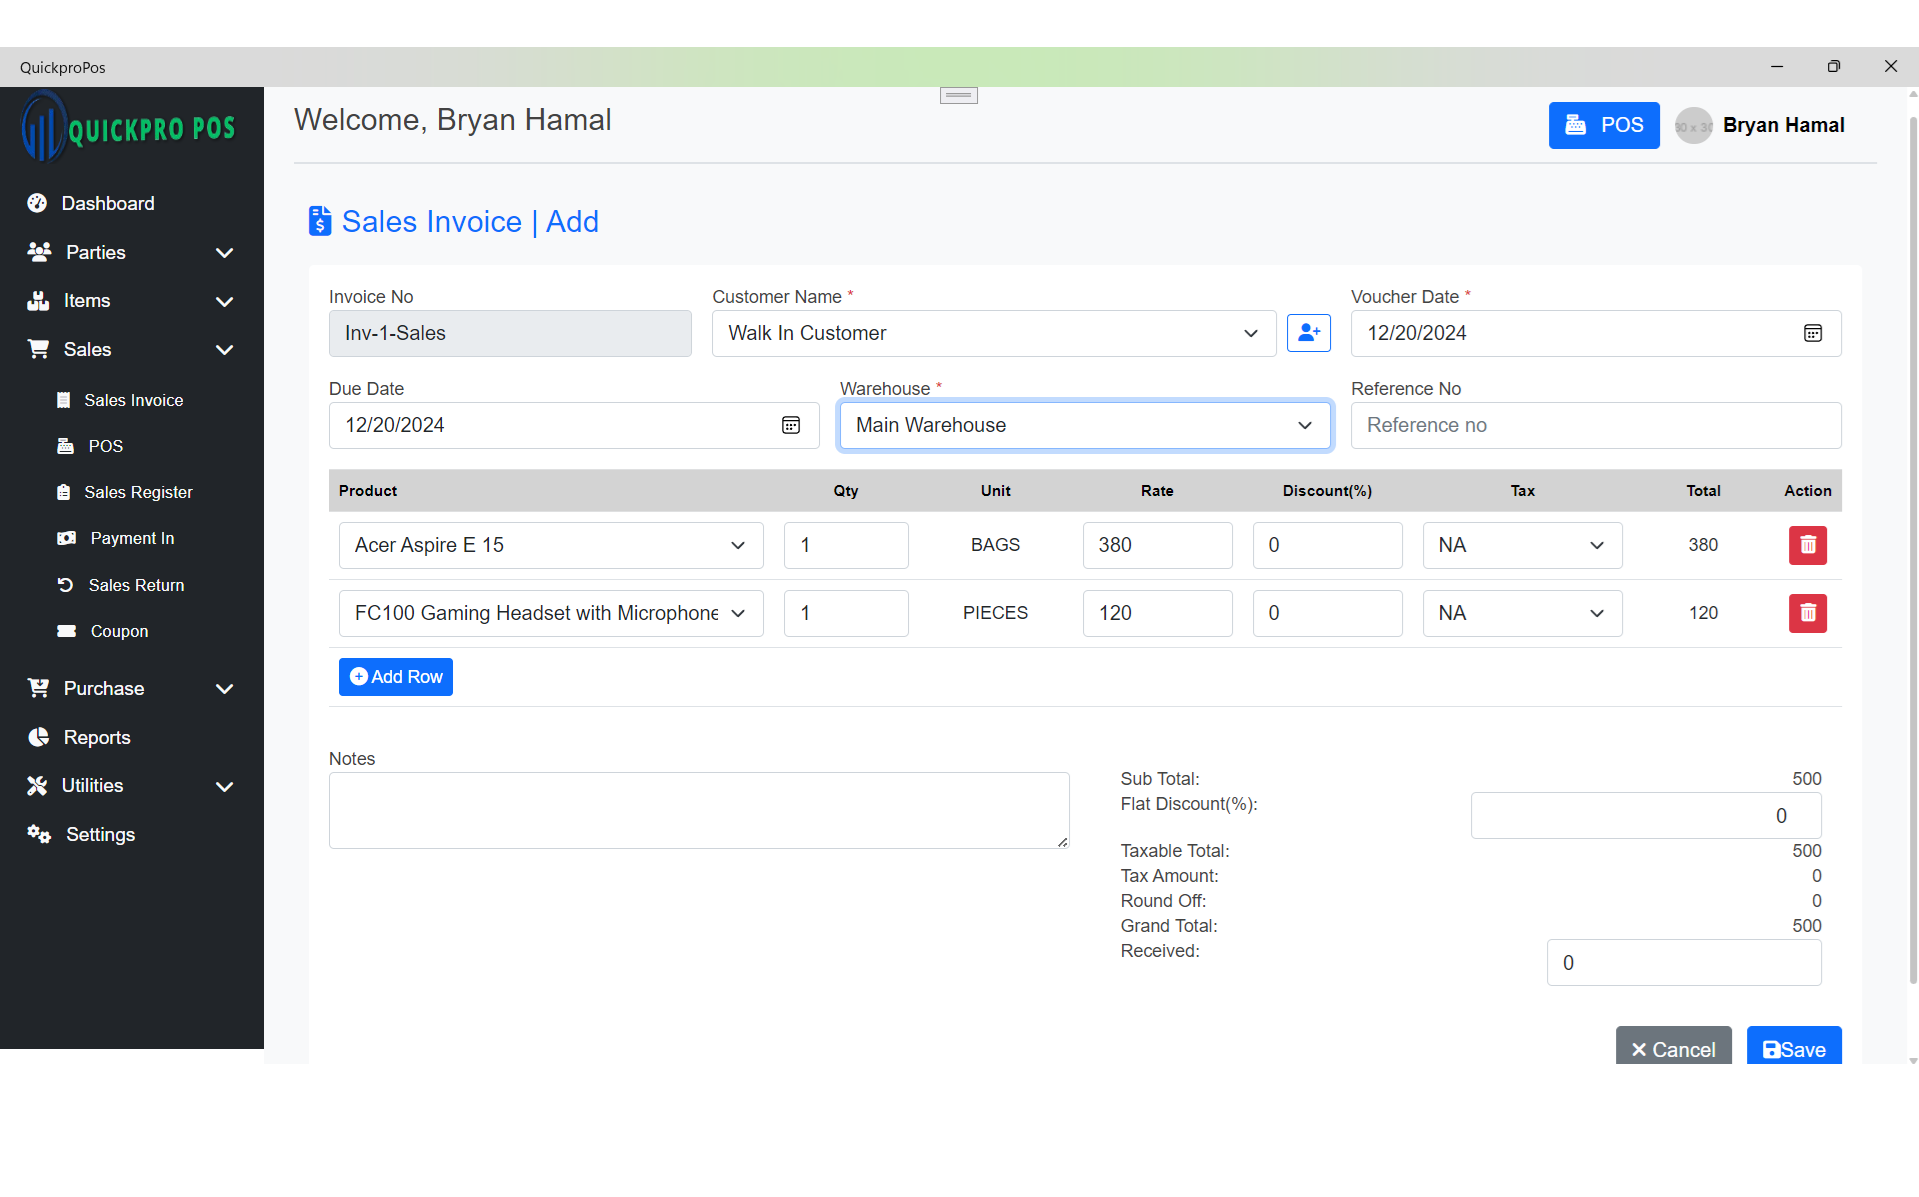 QuickproPos
QUICKPRO POS
Welcome, Bryan Hamal
POS
Bryan Hamal
Dashboard
Parties
Items
Sales
Sales Invoice
POS
Sales Register
Payment In
Sales Return
Coupon
Purchase
Reports
Utilities
Settings
Sales Invoice | Add
Invoice No
Customer Name *
Voucher Date *
Inv-1-Sales
Walk In Customer
12/20/2024
Due Date
Warehouse *
Reference No
12/20/2024
Main Warehouse
Reference no
Product Qty Unit Rate Discount(%) Tax Total Action
Acer Aspire E 15 1 BAGS 380 0 NA 380
FC100 Gaming Headset with Microphone 1 PIECES 120 0 NA 120
Add Row
Notes
Sub Total: 500
Flat Discount(%): 0
Taxable Total: 500
Tax Amount: 0
Round Off: 0
Grand Total: 500
Received: 0
Cancel
Save